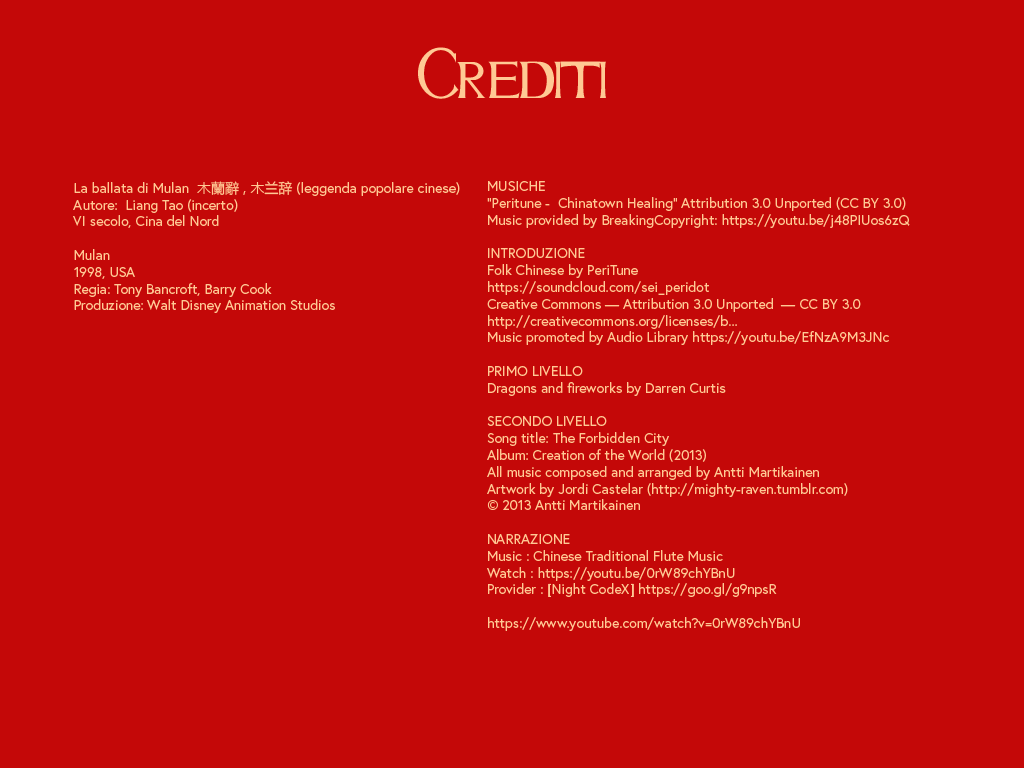 CREDITI
La ballata di Mulan  木蘭辭 , 木兰辞 (leggenda popolare cinese)
Autore:  Liang Tao (incerto)
VI secolo, Cina del Nord
Mulan
1998, USA
Regia: Tony Bancroft, Barry Cook
Produzione: Walt Disney Animation Studios
MUSICHE
"Peritune -  Chinatown Healing" Attribution 3.0 Unported (CC BY 3.0)
Music provided by BreakingCopyright: https://youtu.be/j48PlUos6zQ
INTRODUZIONE
Folk Chinese by PeriTune
https://soundcloud.com/sei_peridot
Creative Commons — Attribution 3.0 Unported  — CC BY 3.0
http://creativecommons.org/licenses/b...
Music promoted by Audio Library https://youtu.be/EfNzA9M3JNc
PRIMO LIVELLO
Dragons and fireworks by Darren Curtis
SECONDO LIVELLO
Song title: The Forbidden City
Album: Creation of the World (2013)
All music composed and arranged by Antti Martikainen
Artwork by Jordi Castelar (http://mighty-raven.tumblr.com)
© 2013 Antti Martikainen
NARRAZIONE
Music : Chinese Traditional Flute Music
Watch : https://youtu.be/0rW89chYBnU
Provider : [Night CodeX] https://goo.gl/g9npsR
https://www.youtube.com/watch?v=0rW89chYBnU